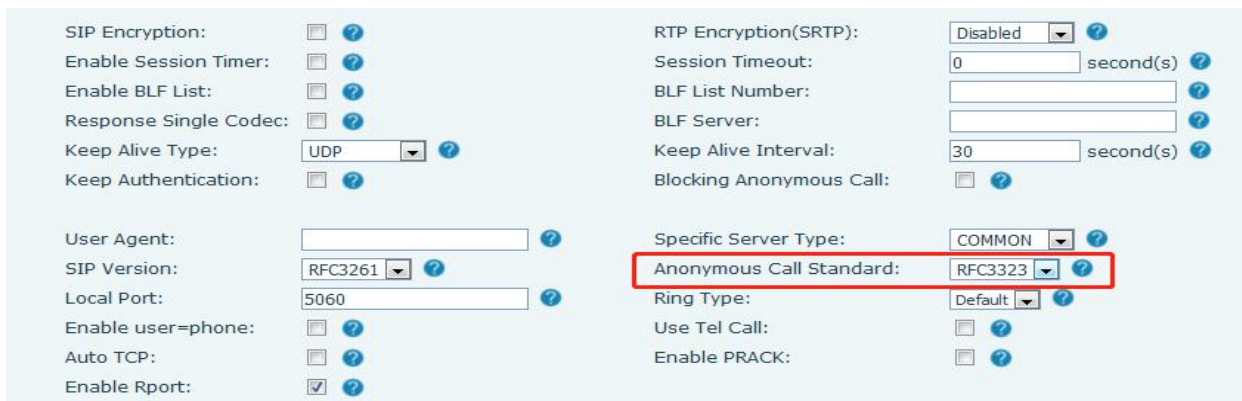 SIP Encryption: ? RTP Encryption(SRTP): Disabled ?
Enable Session Timer: ? Session Timeout: 0 second(s) ?
Enable BLF List: ? BLF List Number: ?
Response Single Codec: ? BLF Server: ?
Keep Alive Type: UDP ? Keep Alive Interval: 30 second(s) ?
Keep Authentication: ? Blocking Anonymous Call: ?
User Agent: ? Specific Server Type: COMMON ?
SIP Version: RFC3261 ? Anonymous Call Standard: RFC3323 ?
Local Port: 5060 ? Ring Type: Default ?
Enable user=phone: ? Use Tel Call: ?
Auto TCP: ? Enable PRACK: ?
Enable Rport: ?